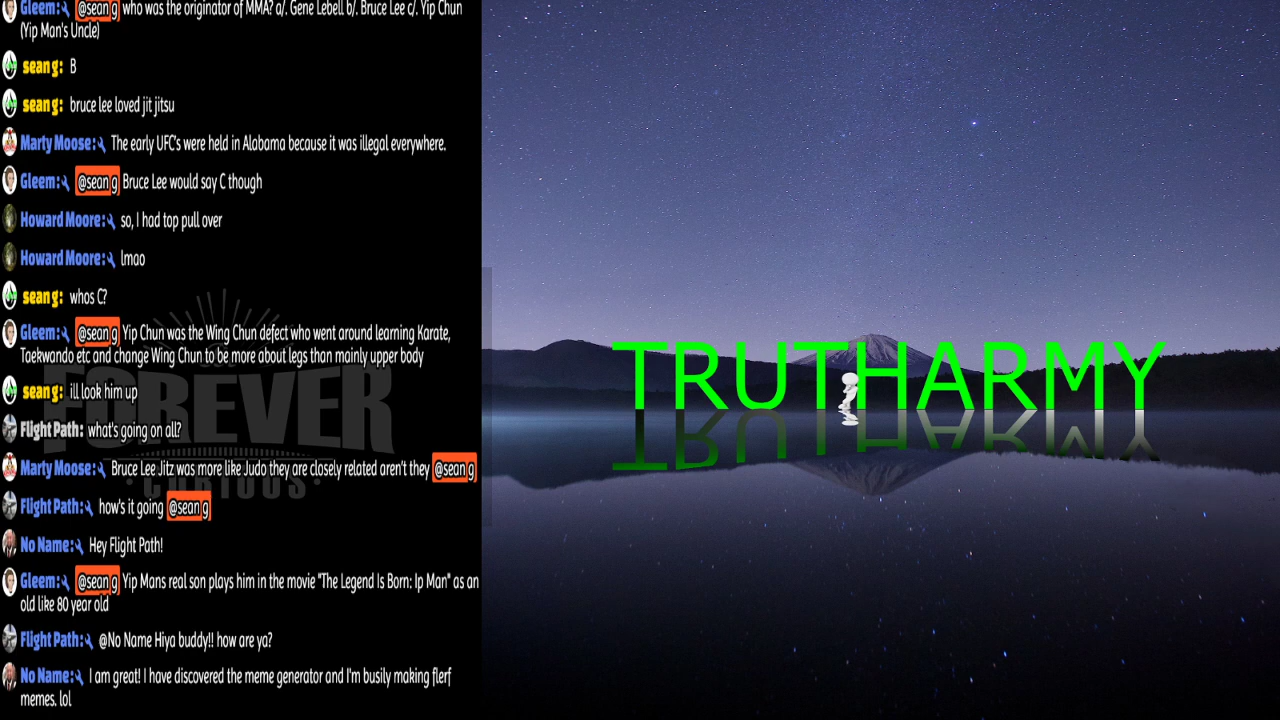 Gleem: @sean g who was the originator of MMA? a/. Gene Lebell b/. Bruce Lee c/. Yip Chun
(Yip Man's Uncle)
sean g: B
sean g: bruce lee loved jit jitsu
Marty Moose: The early UFC's were held in Alabama because it was illegal everywhere.
Gleem: @sean g Bruce Lee would say C though
Howard Moore: so, I had top pull over
Howard Moore: lmao
sean g: whos C?
Gleem: @sean g Yip Chun was the Wing Chun defect who went around learning Karate,
Taekwando etc and change Wing Chun to be more about legs than mainly upper body
sean g: ill look him up
Flight Path: what's going on all?
Marty Moose: Bruce Lee Jitz was more like Judo they are closely related aren't they @sean g
Flight Path: how's it going @sean g
No Name: Hey Flight Path!
Gleem: @sean g Yip Mans real son plays him in the movie "The Legend Is Born: Ip Man" as an
old like 80 year old
Flight Path: @No Name Hiya buddy!! how are ya?
No Name: I am great! I have discovered the meme generator and I'm busily making flerf
memes. lol
FOREVER
CURIOUS
TRUTHARMY